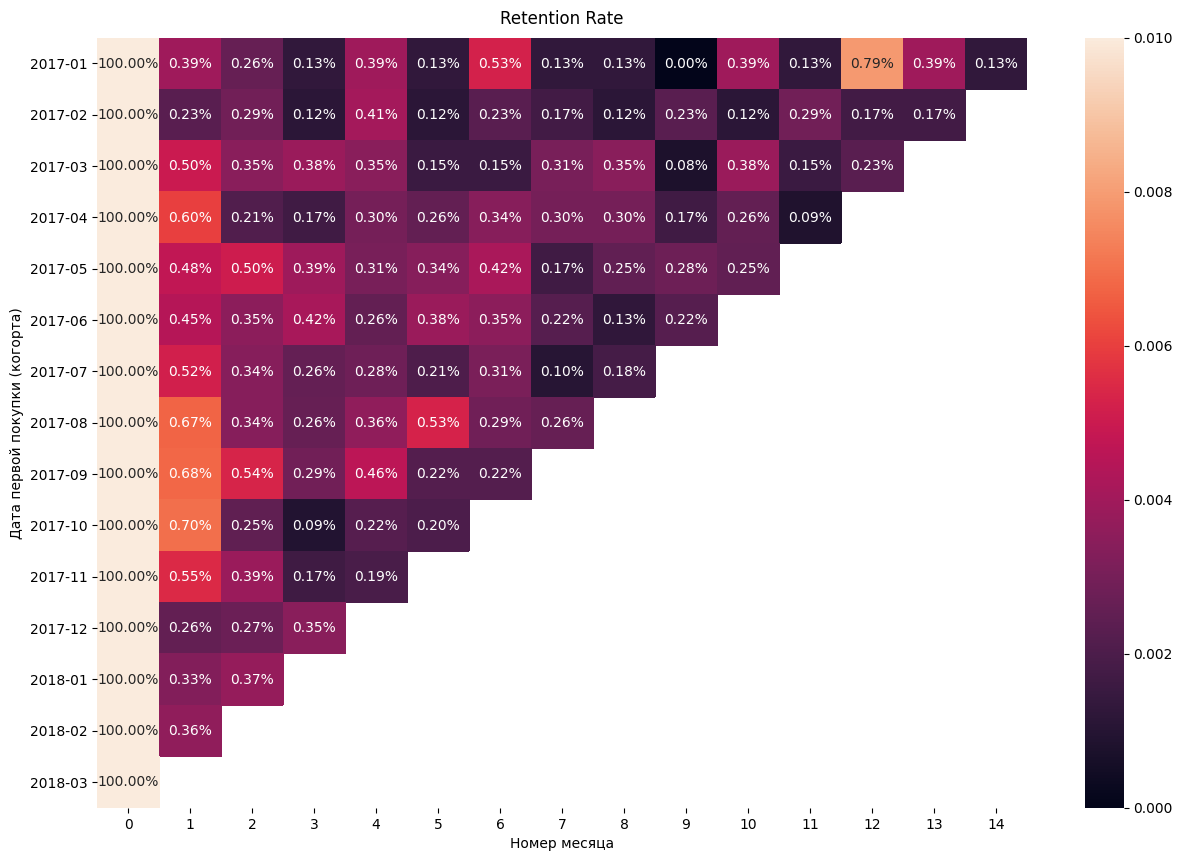 Retention Rate
Дата первой покупки (когорта)
2017-01 100.00% 0.39% 0.26% 0.13% 0.39% 0.13% 0.53% 0.13% 0.13% 0.00% 0.39% 0.13% 0.79% 0.39% 0.13%
2017-02 100.00% 0.23% 0.29% 0.12% 0.41% 0.12% 0.23% 0.17% 0.12% 0.23% 0.12% 0.29% 0.17% 0.17%
2017-03 100.00% 0.50% 0.35% 0.38% 0.35% 0.15% 0.15% 0.31% 0.35% 0.08% 0.38% 0.15% 0.23%
2017-04 100.00% 0.60% 0.21% 0.17% 0.30% 0.26% 0.34% 0.30% 0.30% 0.17% 0.26% 0.09%
2017-05 100.00% 0.48% 0.50% 0.39% 0.31% 0.34% 0.42% 0.17% 0.25% 0.28% 0.25%
2017-06 100.00% 0.45% 0.35% 0.42% 0.26% 0.38% 0.35% 0.22% 0.13% 0.22%
2017-07 100.00% 0.52% 0.34% 0.26% 0.28% 0.21% 0.31% 0.10% 0.18%
2017-08 100.00% 0.67% 0.34% 0.26% 0.36% 0.53% 0.29% 0.26%
2017-09 100.00% 0.68% 0.54% 0.29% 0.46% 0.22% 0.22%
2017-10 100.00% 0.70% 0.25% 0.09% 0.22% 0.20%
2017-11 100.00% 0.55% 0.39% 0.17% 0.19%
2017-12 100.00% 0.26% 0.27% 0.35%
2018-01 100.00% 0.33% 0.37%
2018-02 100.00% 0.36%
2018-03 100.00%
0 1 2 3 4 5 6 7 8 9 10 11 12 13 14
Номер месяца
0.010
0.008
0.006
0.004
0.002
0.000